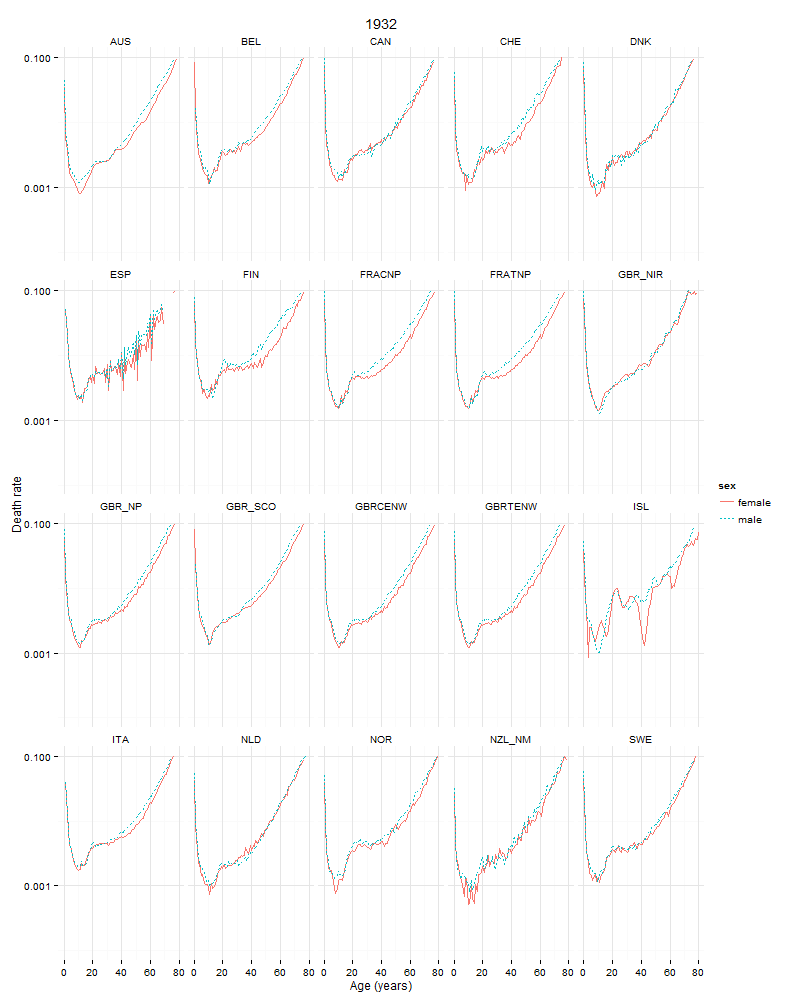 1932
AUS BEL CAN CHE DNK
0.100
0.001
ESP FIN FRACNP FRATNP GBR_NIR
0.100
0.001
Death rate
sex
female
male
GBR_NP GBR_SCO GBRCENW GBRTENW ISL
0.100
0.001
ITA NLD NOR NZL_NM SWE
0.100
0.001
0 20 40 60 80 0 20 40 60 80 0 20 40 60 80 0 20 40 60 80 0 20 40 60 80
Age (years)